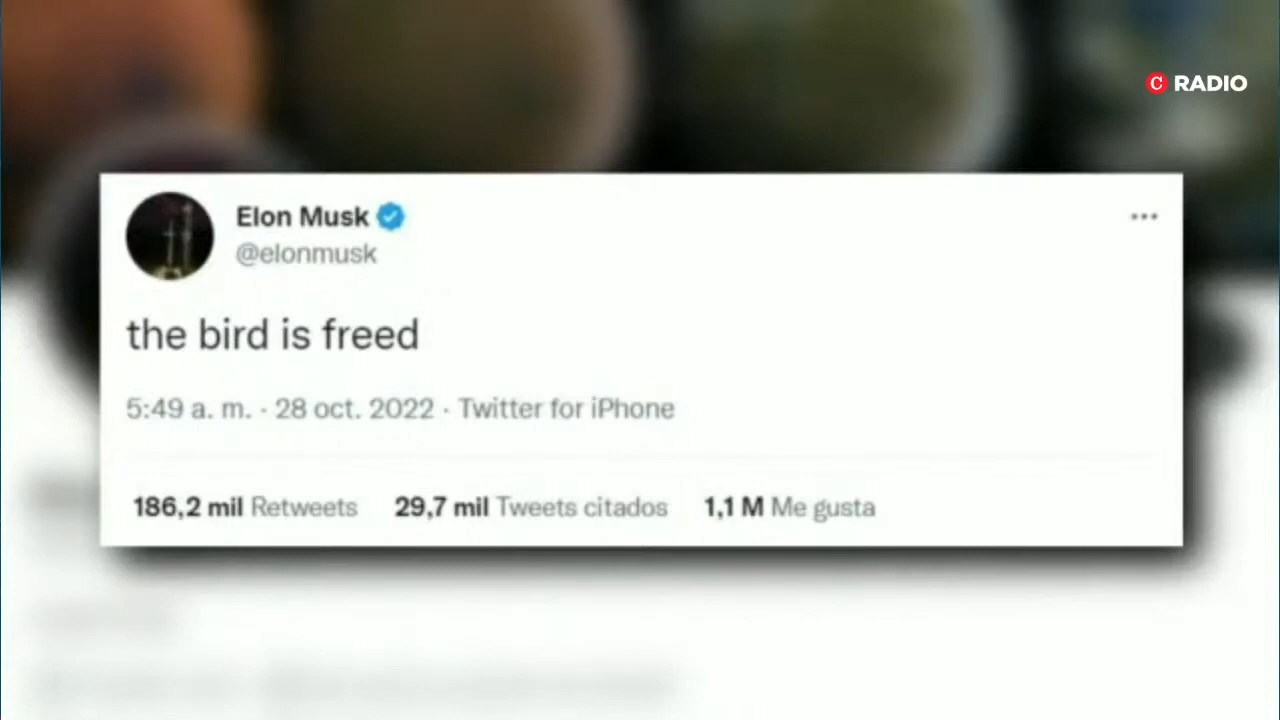 C RADIO
Elon Musk
@elonmusk
the bird is freed
5:49 a. m. · 28 oct. 2022 · Twitter for iPhone
186,2 mil Retweets 29,7 mil Tweets citados 1,1 M Me gusta